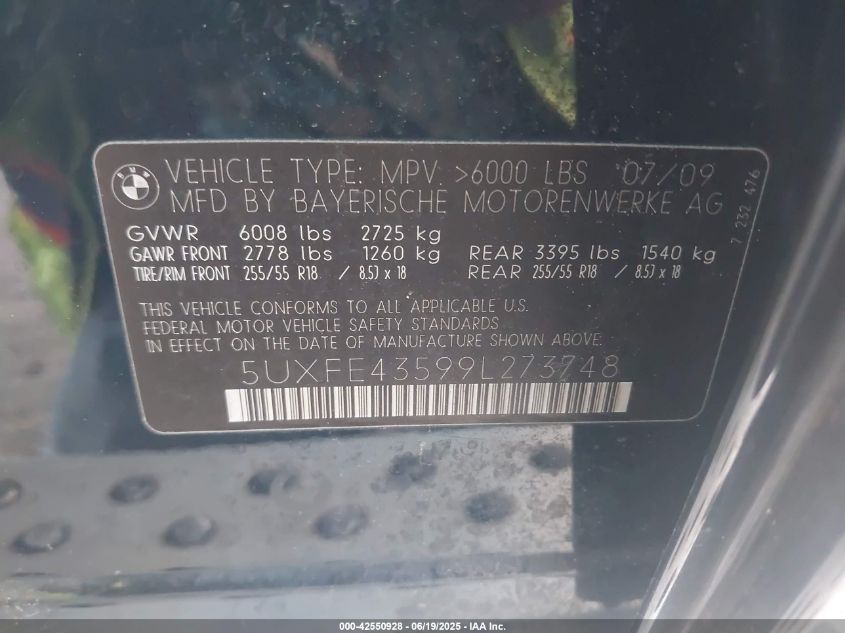 VEHICLE TYPE: MPV >6000 LBS 07/09
MFD BY BAYERISCHE MOTORENWERKE AG
GVWR 6008 lbs 2725 kg
GAWR FRONT 2778 lbs 1260 kg REAR 3395 lbs 1540 kg
TIRE/RIM FRONT 255/55 R18 / 8.5J x 18 REAR 255/55 R18 / 8.5J x 18
THIS VEHICLE CONFORMS TO ALL APPLICABLE U.S.
FEDERAL MOTOR VEHICLE SAFETY STANDARDS
IN EFFECT ON THE DATE OF MANUFACTURE SHOWN ABOVE:
5UXFE43599L273748
7 232 476
000-42550928 - 06/19/2025 - IAA Inc.